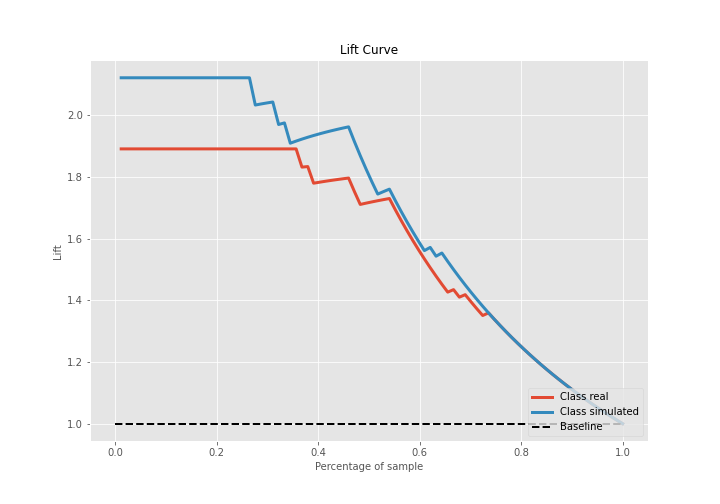 Lift Curve
Lift
2.0
1.8
1.6
1.4
1.2
1.0
0.0
0.2
0.4
0.6
0.8
1.0
Percentage of sample
Class real
Class simulated
Baseline